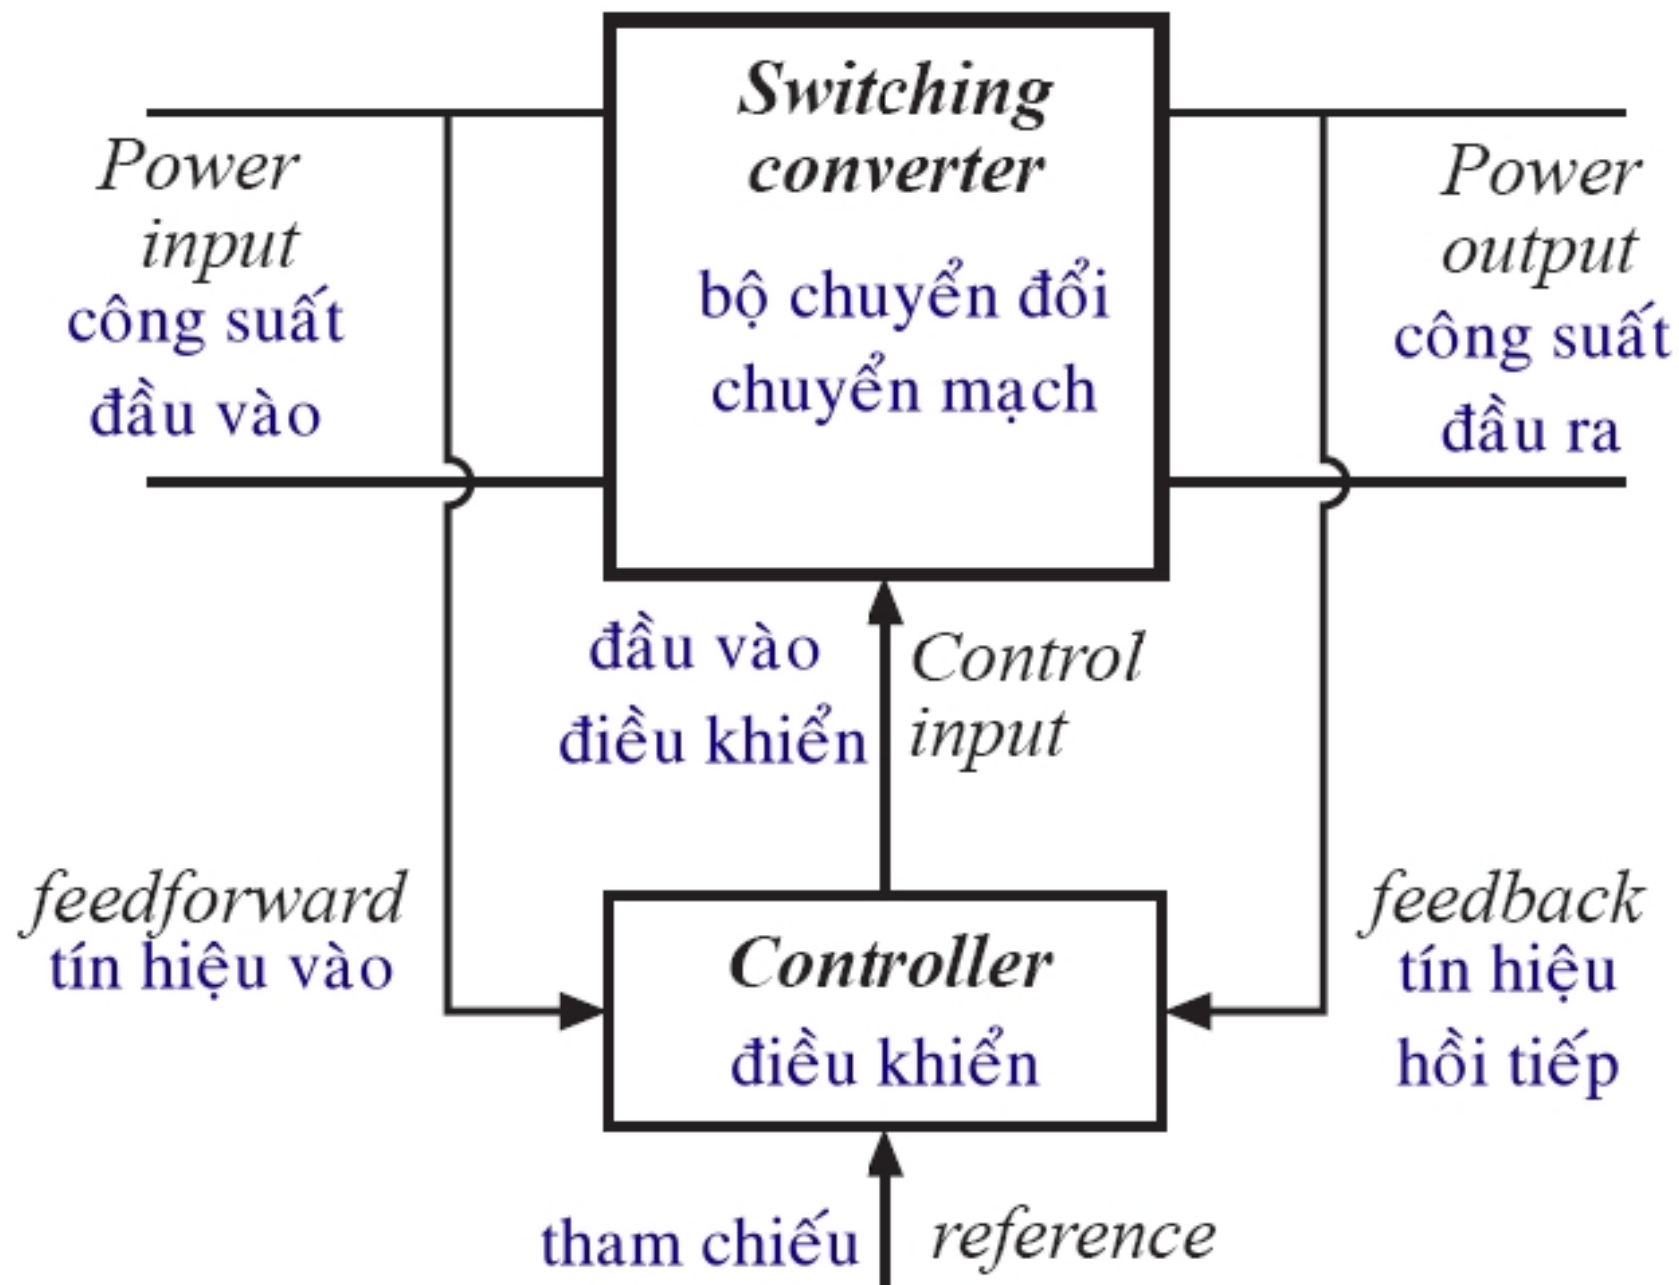 Switching
converter
bộ chuyển đổi
chuyển mạch
Power
input
công suất
đầu vào
Power
output
công suất
đầu ra
đầu vào
điều khiển
Control
input
feedforward
tín hiệu vào
Controller
điều khiển
feedback
tín hiệu
hồi tiếp
tham chiếu
reference